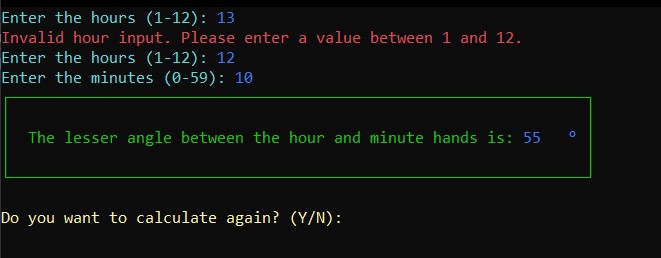 Enter the hours (1-12): 13
Invalid hour input. Please enter a value between 1 and 12.
Enter the hours (1-12): 12
Enter the minutes (0-59): 10
The lesser angle between the hour and minute hands is: 55 °
Do you want to calculate again? (Y/N):